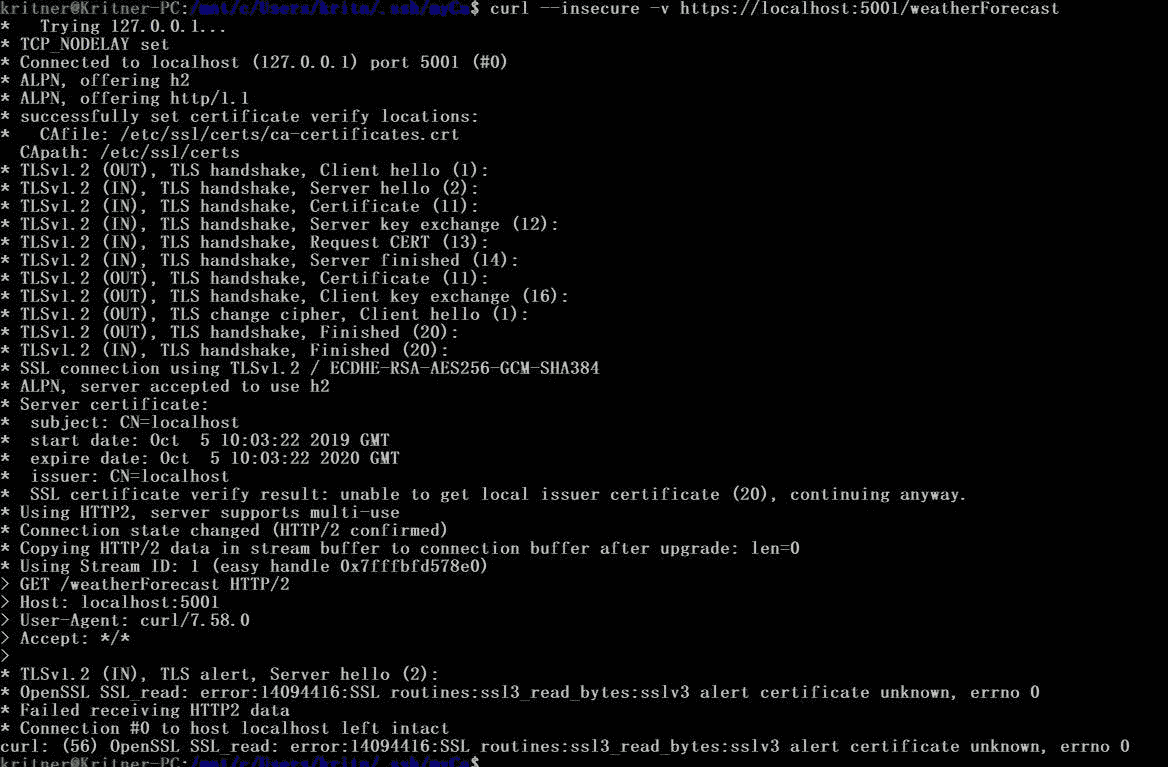 kritner@Kritner-PC:/mnt/c/Users/kritn/.ssh/myCa$ curl --insecure -v https://localhost:5001/weatherForecast
*   Trying 127.0.0.1...
* TCP_NODELAY set
* Connected to localhost (127.0.0.1) port 5001 (#0)
* ALPN, offering h2
* ALPN, offering http/1.1
* successfully set certificate verify locations:
*   CAfile: /etc/ssl/certs/ca-certificates.crt
  CApath: /etc/ssl/certs
* TLSv1.2 (OUT), TLS handshake, Client hello (1):
* TLSv1.2 (IN), TLS handshake, Server hello (2):
* TLSv1.2 (IN), TLS handshake, Certificate (11):
* TLSv1.2 (IN), TLS handshake, Server key exchange (12):
* TLSv1.2 (IN), TLS handshake, Request CERT (13):
* TLSv1.2 (IN), TLS handshake, Server finished (14):
* TLSv1.2 (OUT), TLS handshake, Certificate (11):
* TLSv1.2 (OUT), TLS handshake, Client key exchange (16):
* TLSv1.2 (OUT), TLS change cipher, Client hello (1):
* TLSv1.2 (OUT), TLS handshake, Finished (20):
* TLSv1.2 (IN), TLS handshake, Finished (20):
* SSL connection using TLSv1.2 / ECDHE-RSA-AES256-GCM-SHA384
* ALPN, server accepted to use h2
* Server certificate:
*  subject: CN=localhost
*  start date: Oct  5 10:03:22 2019 GMT
*  expire date: Oct  5 10:03:22 2020 GMT
*  issuer: CN=localhost
*  SSL certificate verify result: unable to get local issuer certificate (20), continuing anyway.
* Using HTTP2, server supports multi-use
* Connection state changed (HTTP/2 confirmed)
* Copying HTTP/2 data in stream buffer to connection buffer after upgrade: len=0
* Using Stream ID: 1 (easy handle 0x7fffbfd578e0)
> GET /weatherForecast HTTP/2
> Host: localhost:5001
> User-Agent: curl/7.58.0
> Accept: */*
>
* TLSv1.2 (IN), TLS alert, Server hello (2):
* OpenSSL SSL_read: error:14094416:SSL routines:ssl3_read_bytes:sslv3 alert certificate unknown, errno 0
* Failed receiving HTTP2 data
* Connection #0 to host localhost left intact
curl: (56) OpenSSL SSL_read: error:14094416:SSL routines:ssl3_read_bytes:sslv3 alert certificate unknown, errno 0
kritner@Kritner-PC:/mnt/c/Users/kritn/.ssh/myCa$